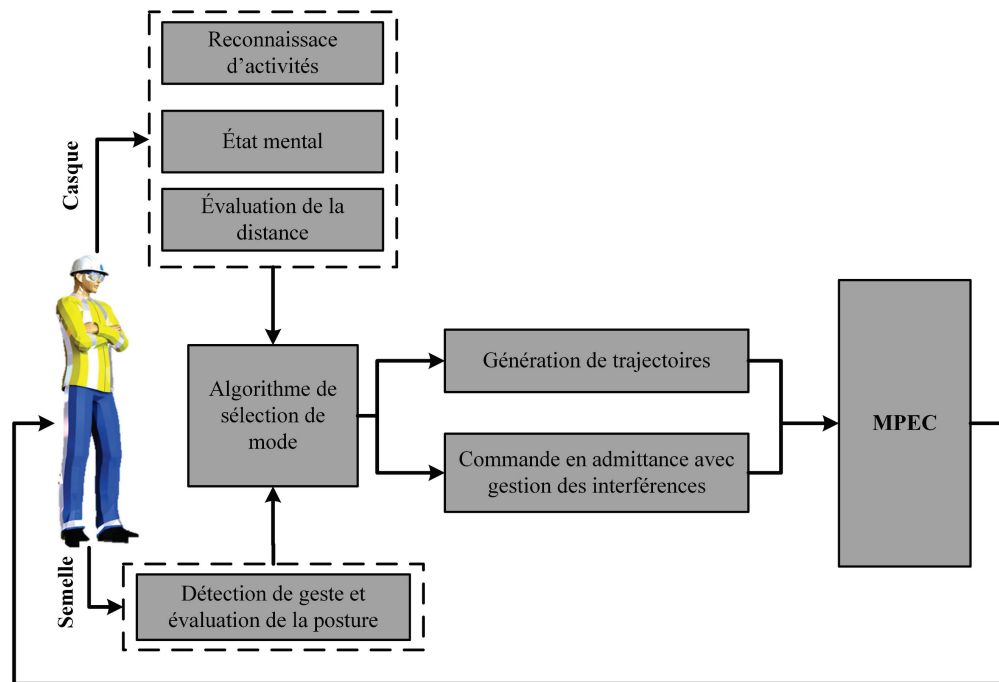 Reconnaissace
d'activités
État mental
Évaluation de la
distance
Casque
Algorithme de
sélection de
mode
Génération de trajectoires
Commande en admittance avec
gestion des interférences
MPEC
Semelle
Détection de geste et
évaluation de la posture